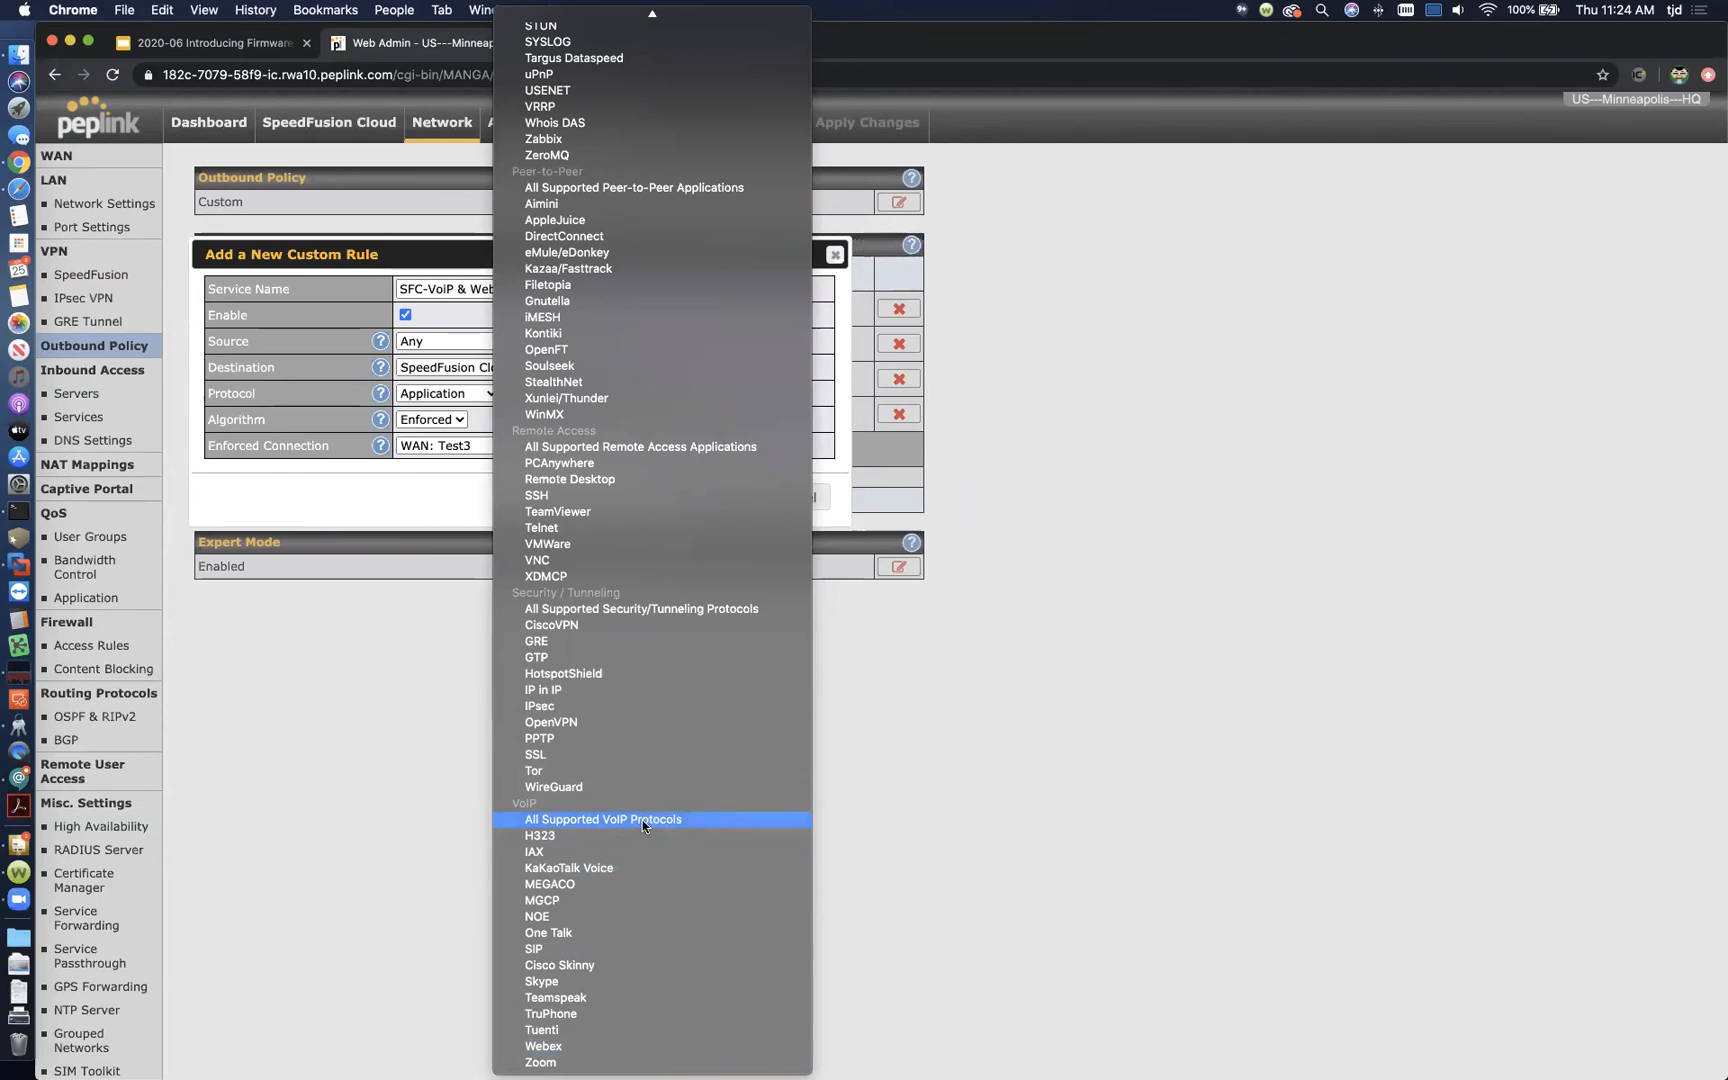 Chrome File Edit View History Bookmarks People Tab
100% Thu 11:24 AM tjd
2020-06 Introducing Firmware
Web Admin - US---Minneapolis
182c-7079-58f9-ic.rwa10.peplink.com/cgi-bin/MANGA/
US---Minneapolis---HQ
peplink
Dashboard SpeedFusion Cloud Network Apply Changes
WAN
LAN
Network Settings
Port Settings
VPN
SpeedFusion
IPsec VPN
GRE Tunnel
Outbound Policy
Inbound Access
Servers
Services
DNS Settings
NAT Mappings
Captive Portal
QoS
User Groups
Bandwidth
Control
Application
Firewall
Access Rules
Content Blocking
Routing Protocols
OSPF & RIPv2
BGP
Remote User
Access
Misc. Settings
High Availability
RADIUS Server
Certificate
Manager
Service
Forwarding
Service
Passthrough
GPS Forwarding
NTP Server
Grouped
Networks
SIM Toolkit
Outbound Policy
Custom
Add a New Custom Rule
Service Name SFC-VoiP & Web
Enable
Source Any
Destination SpeedFusion Clo
Protocol Application
Algorithm Enforced
Enforced Connection WAN: Test3
Expert Mode
Enabled
STUN
SYSLOG
Targus Dataspeed
uPnP
USENET
VRRP
Whois DAS
Zabbix
ZeroMQ
Peer-to-Peer
All Supported Peer-to-Peer Applications
Aimini
AppleJuice
DirectConnect
eMule/eDonkey
Kazaa/Fasttrack
Filetopia
Gnutella
iMESH
Kontiki
OpenFT
Soulseek
StealthNet
Xunlei/Thunder
WinMX
Remote Access
All Supported Remote Access Applications
PCAnywhere
Remote Desktop
SSH
TeamViewer
Telnet
VMWare
VNC
XDMCP
Security / Tunneling
All Supported Security/Tunneling Protocols
CiscoVPN
GRE
GTP
HotspotShield
IP in IP
IPsec
OpenVPN
PPTP
SSL
Tor
WireGuard
VoIP
All Supported VoIP Protocols
H323
IAX
KaKaoTalk Voice
MEGACO
MGCP
NOE
One Talk
SIP
Cisco Skinny
Skype
Teamspeak
TruPhone
Tuenti
Webex
Zoom